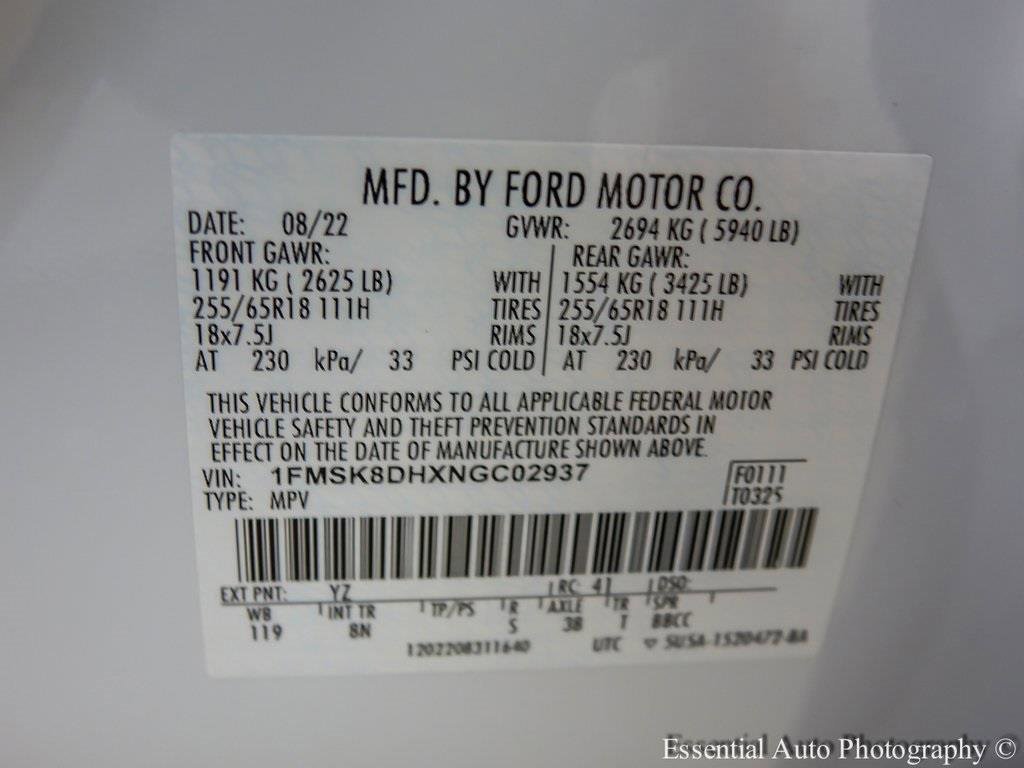 MFD. BY FORD MOTOR CO.
DATE: 08/22 GVWR: 2694 KG ( 5940 LB)
FRONT GAWR: REAR GAWR:
1191 KG ( 2625 LB) WITH 1554 KG ( 3425 LB) WITH
255/65R18 111H TIRES 255/65R18 111H TIRES
18x7.5J RIMS 18x7.5J RIMS
AT 230 kPa/ 33 PSI COLD AT 230 kPa/ 33 PSI COLD
THIS VEHICLE CONFORMS TO ALL APPLICABLE FEDERAL MOTOR
VEHICLE SAFETY AND THEFT PREVENTION STANDARDS IN
EFFECT ON THE DATE OF MANUFACTURE SHOWN ABOVE.
VIN: 1FMSK8DHXNGC02937 F0111
TYPE: MPV T0325
EXT PNT: YZ RC: 41 DSO:
WB INT TR TP/PS R AXLE TR SPR
119 8N S 38 T BBCC
1202208311640 UTC ▽ SU5A-1520472-BA
Essential Auto Photography ©